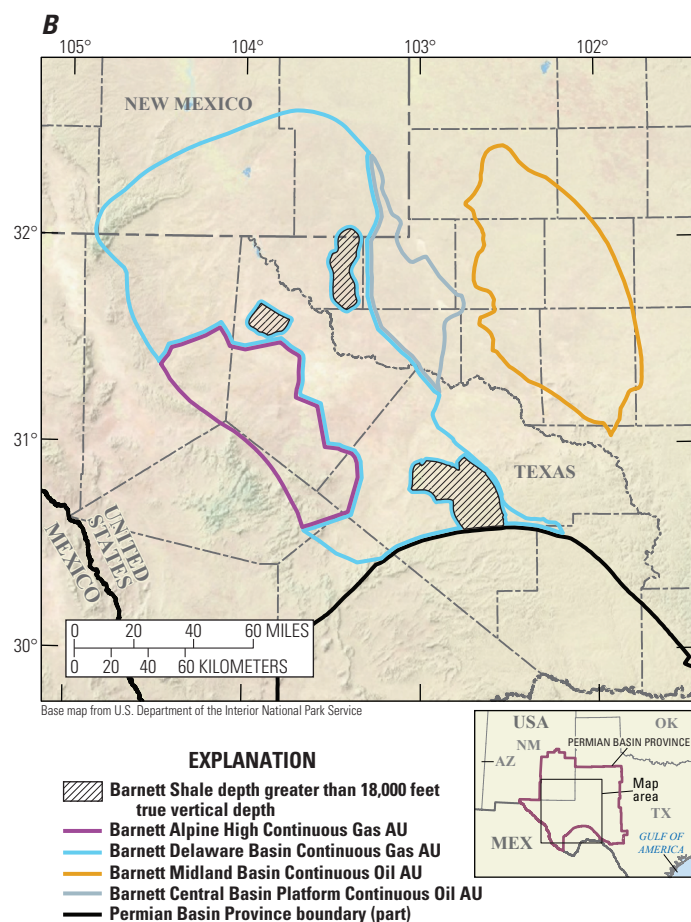 B
105°
104°
103°
102°
NEW MEXICO
32°
31°
TEXAS
UNITED
STATES
MEXICO
30°
0 20 40 60 MILES
0 20 40 60 KILOMETERS
Base map from U.S. Department of the Interior National Park Service
EXPLANATION
Barnett Shale depth greater than 18,000 feet
true vertical depth
Barnett Alpine High Continuous Gas AU
Barnett Delaware Basin Continuous Gas AU
Barnett Midland Basin Continuous Oil AU
Barnett Central Basin Platform Continuous Oil AU
Permian Basin Province boundary (part)
USA
OK
NM
PERMIAN BASIN PROVINCE
AZ
Map
area
TX
MEX
GULF OF
AMERICA